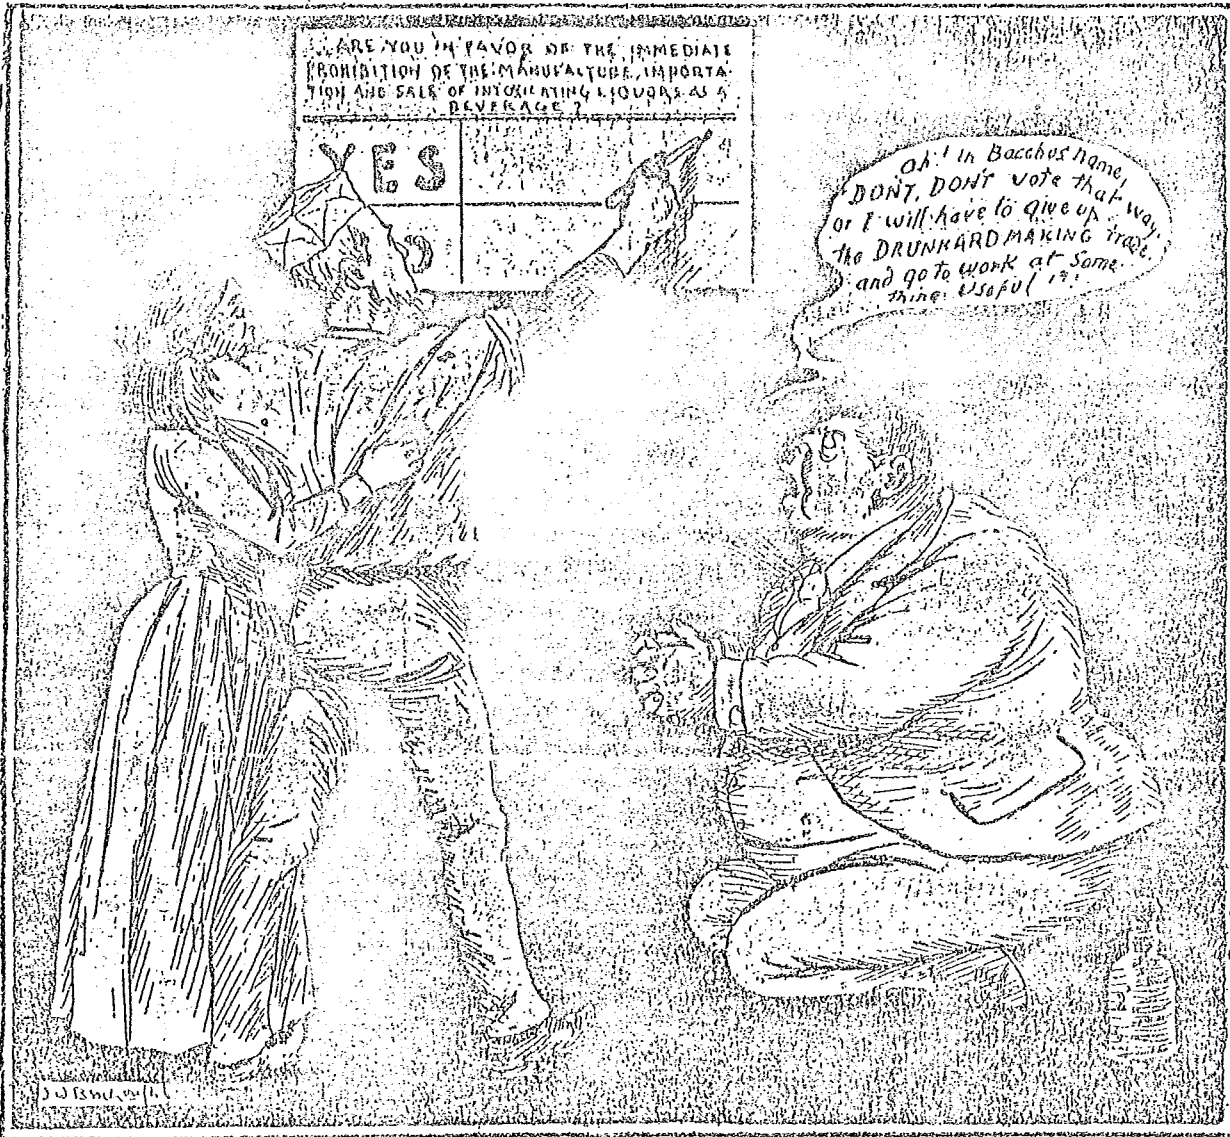 ARE YOU IN FAVOR OF THE IMMEDIATE
PROHIBITION OF THE MANUFACTURE, IMPORTA-
TION AND SALE OF INTOXICATING LIQUORS AS A
BEVERAGE?
YES
Oh! in Bacchus name,
DON'T, DON'T vote that way
or I will have to give up
the DRUNKARD MAKING Trade
and go to work at some
thing useful!?!